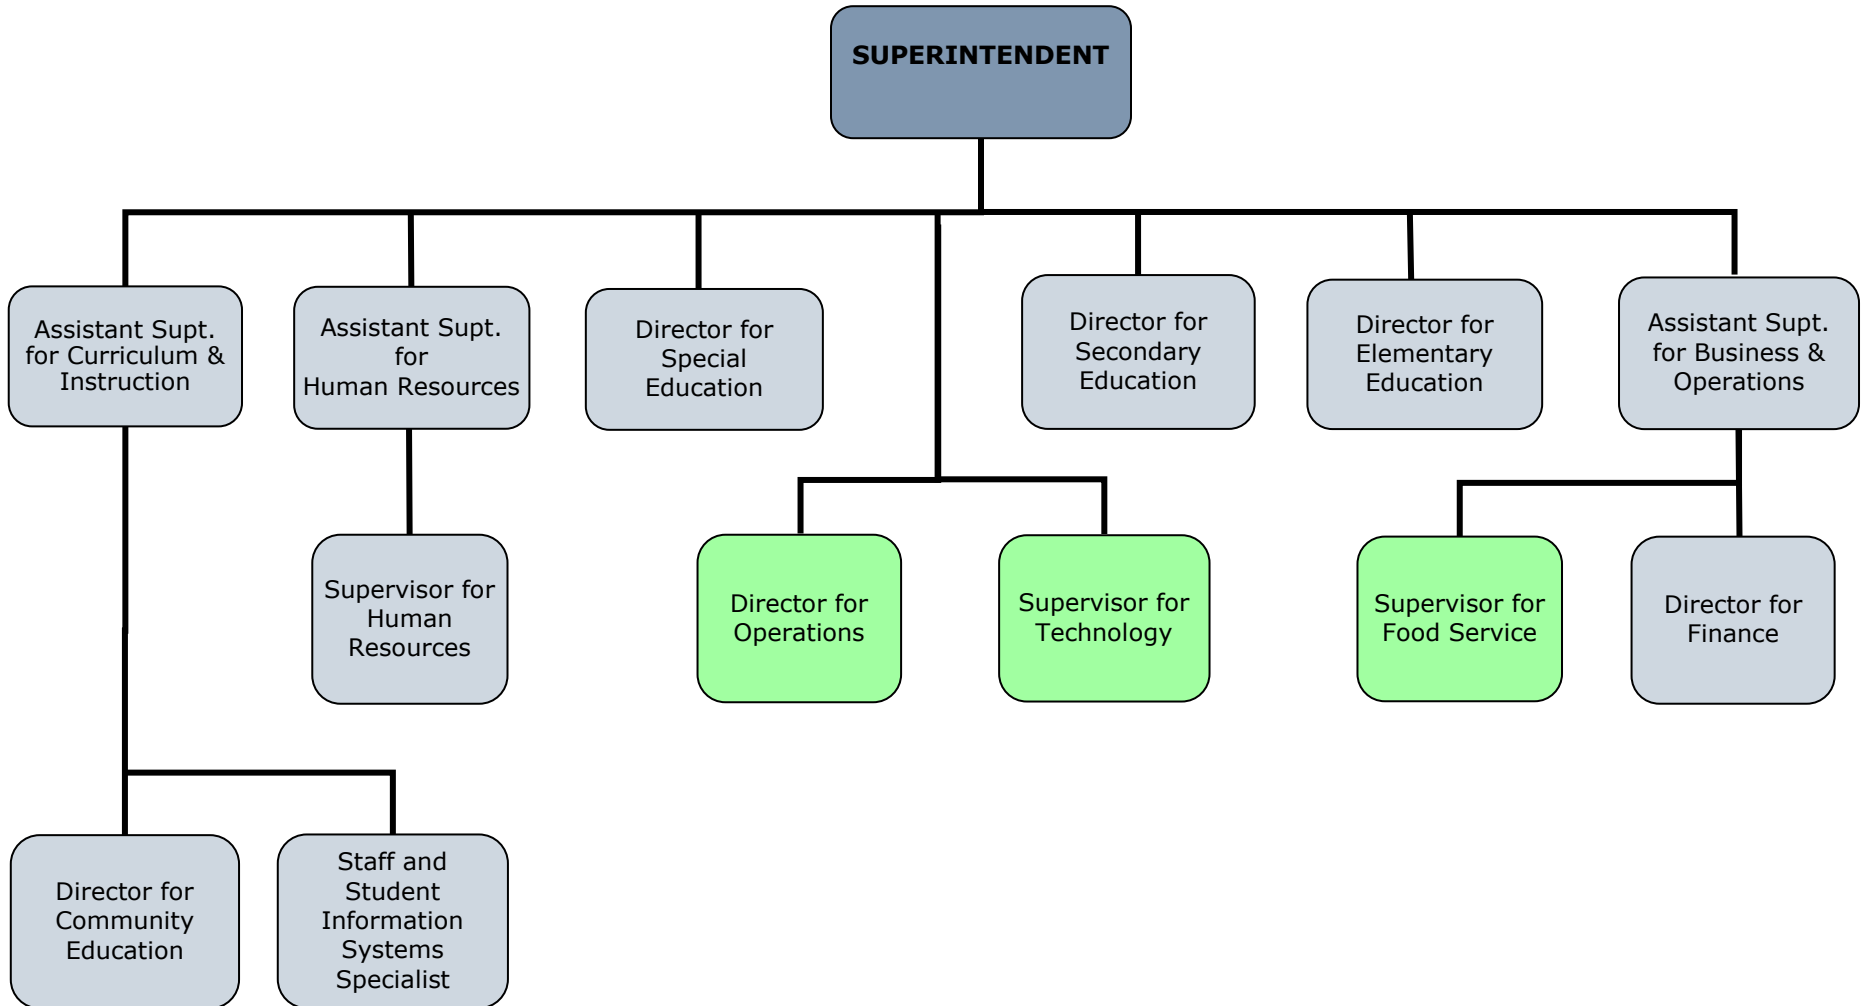 SUPERINTENDENT
Assistant Supt.
for Curriculum &
Instruction
Assistant Supt.
for
Human Resources
Director for
Special
Education
Director for
Secondary
Education
Director for
Elementary
Education
Assistant Supt.
for Business &
Operations
Supervisor for
Human
Resources
Director for
Operations
Supervisor for
Technology
Supervisor for
Food Service
Director for
Finance
Director for
Community
Education
Staff and
Student
Information
Systems
Specialist